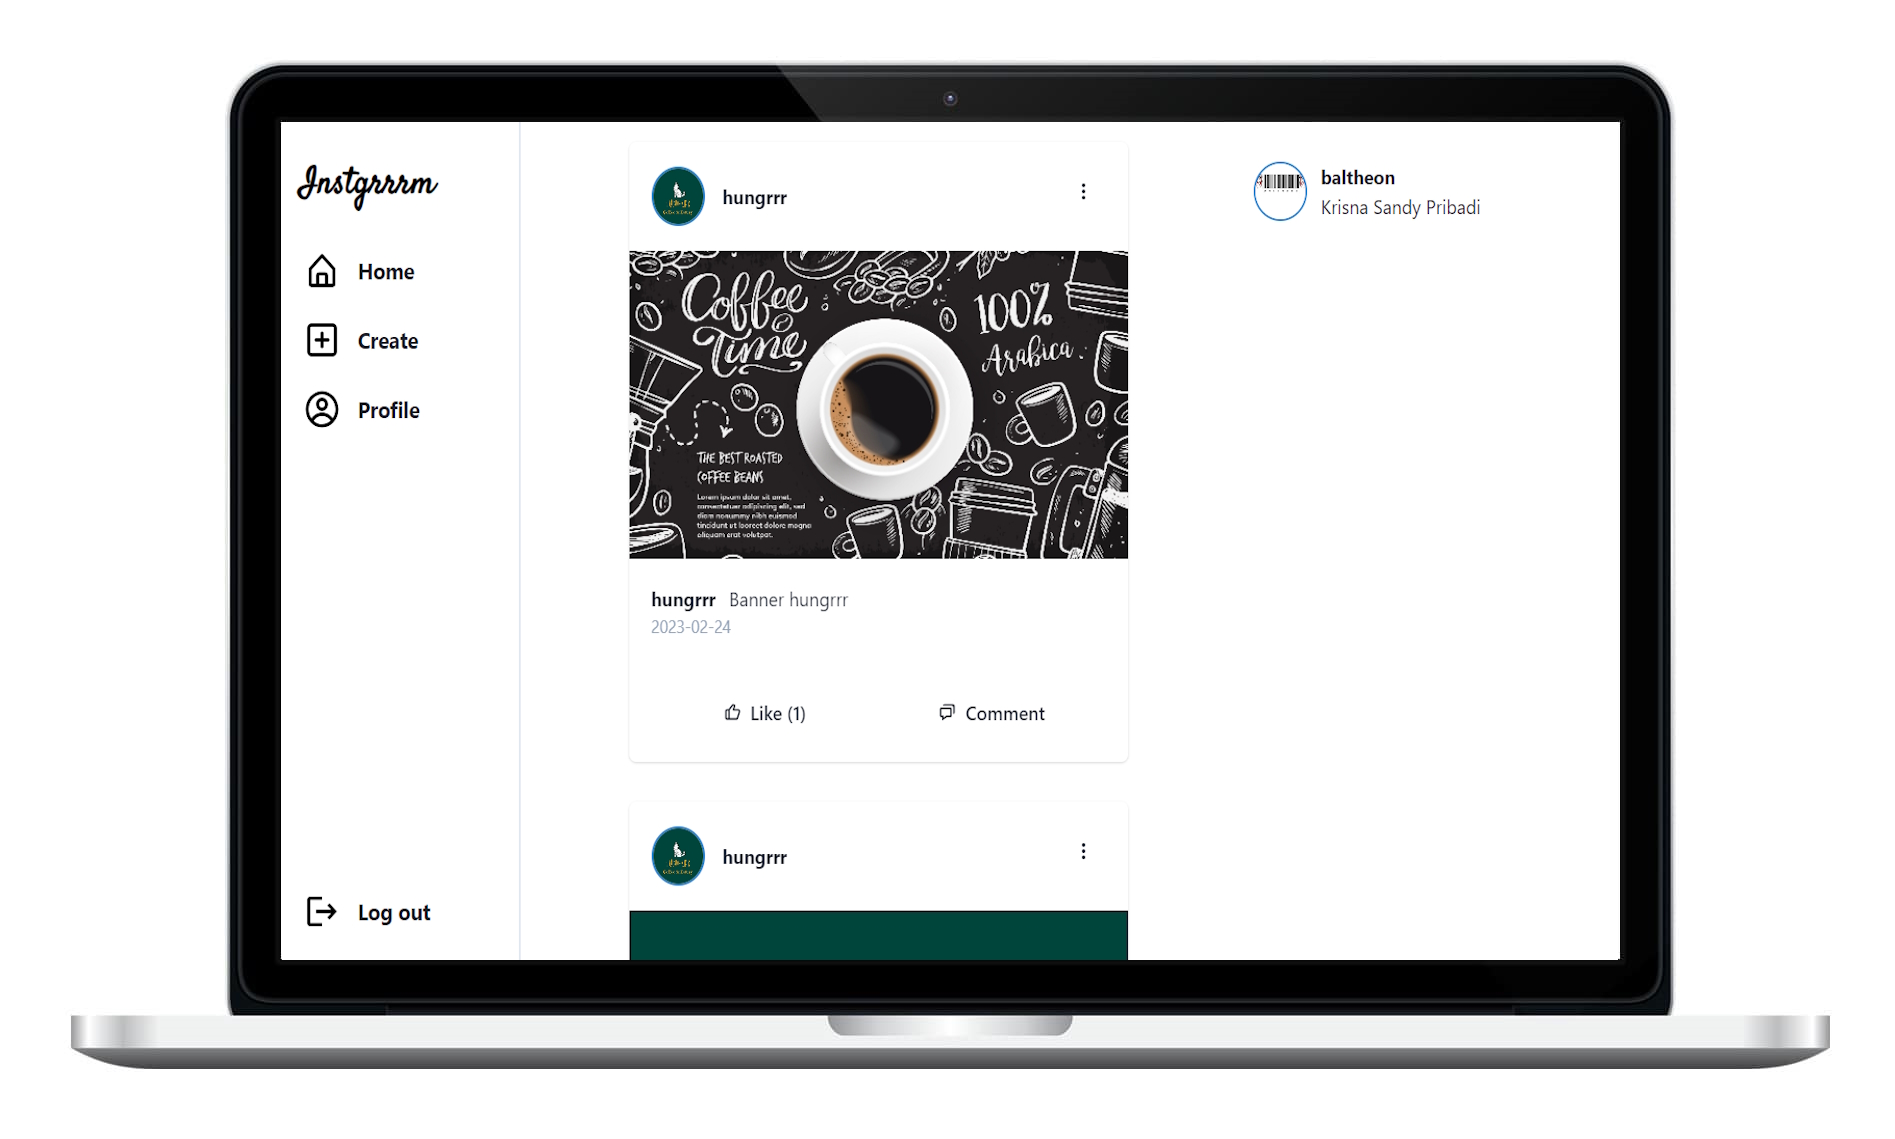 Instgrrrm
Home
Create
Profile
Log out
hungrrr
Coffee
Time
100%
Arabica.
THE BEST ROASTED
COFFEE BEANS
Lorem ipsum dolor sit amet,
consectetuer adipiscing elit, sed
diam nonummy nibh euismod
tincidunt ut laoreet dolore magna
aliquam erat volutpat.
hungrrr Banner hungrrr
2023-02-24
Like (1) Comment
hungrrr
baltheon
Krisna Sandy Pribadi